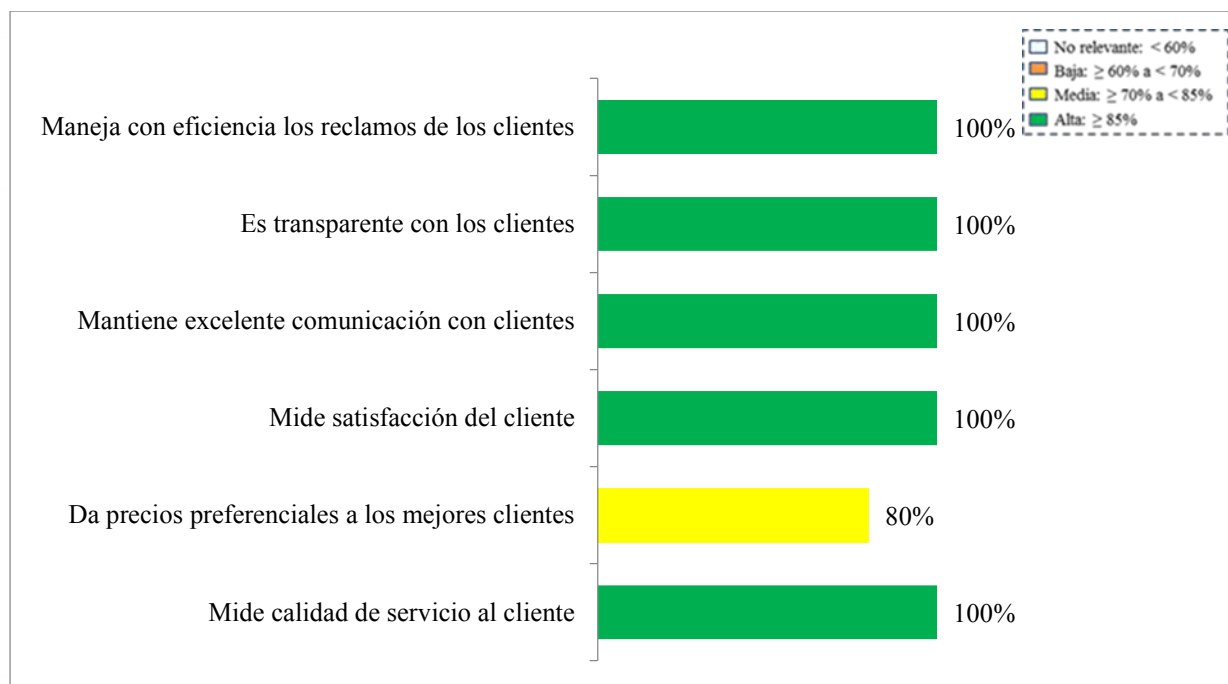 No relevante: < 60%
Baja: ≥ 60% a < 70%
Media: ≥ 70% a < 85%
Alta: ≥ 85%
Maneja con eficiencia los reclamos de los clientes 100%
Es transparente con los clientes 100%
Mantiene excelente comunicación con clientes 100%
Mide satisfacción del cliente 100%
Da precios preferenciales a los mejores clientes 80%
Mide calidad de servicio al cliente 100%